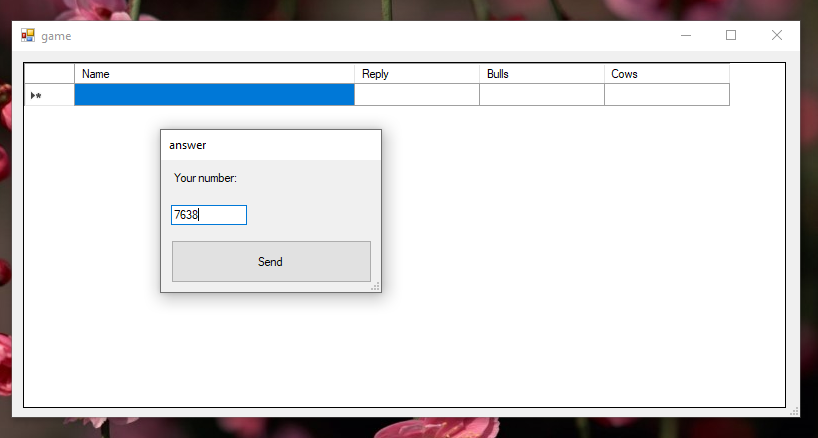 game
Name Reply Bulls Cows
answer
Your number:
7638
Send